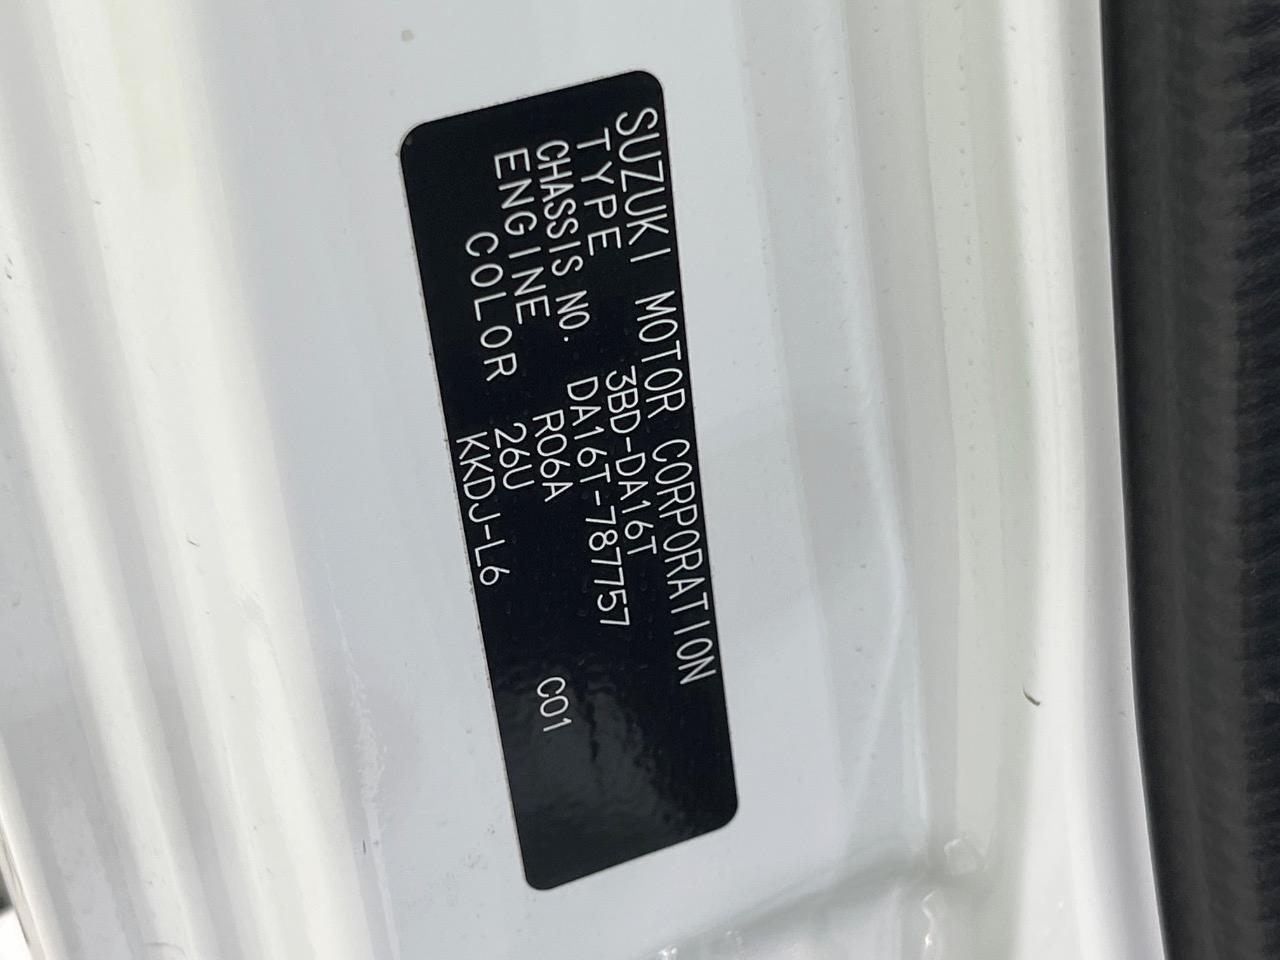 SUZUKI MOTOR CORPORATION
TYPE 3BD-DA16T
CHASSIS NO. DA16T-787757
ENGINE R06A
COLOR 26U C01
KKDJ-L6